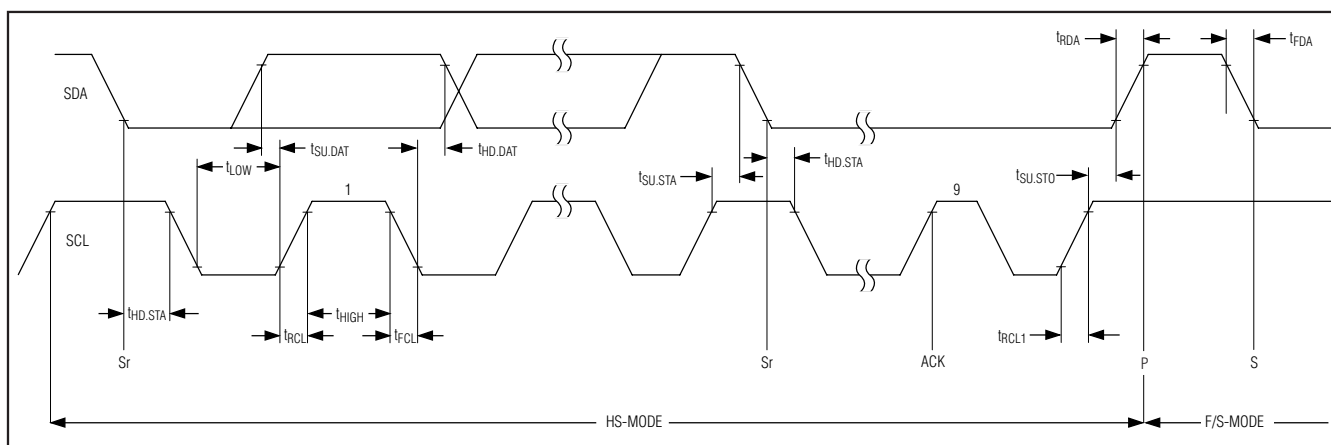 tRDA
tFDA
SDA
tSU.DAT
tHD.DAT
tLOW
tSU.STA
tHD.STA
tSU.STO
1
9
SCL
tHD.STA
tRCL
tHIGH
tFCL
tRCL1
Sr
Sr
ACK
P
S
HS-MODE
F/S-MODE